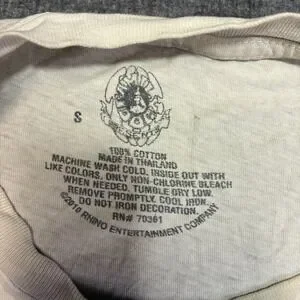 S
100% COTTON
MADE IN THAILAND
MACHINE WASH COLD, INSIDE OUT WITH
LIKE COLORS, ONLY NON-CHLORINE BLEACH
WHEN NEEDED. TUMBLE DRY LOW.
REMOVE PROMPTLY. COOL IRON.
DO NOT IRON DECORATION.
©2010 RHINO ENTERTAINMENT COMPANY
RN# 70361